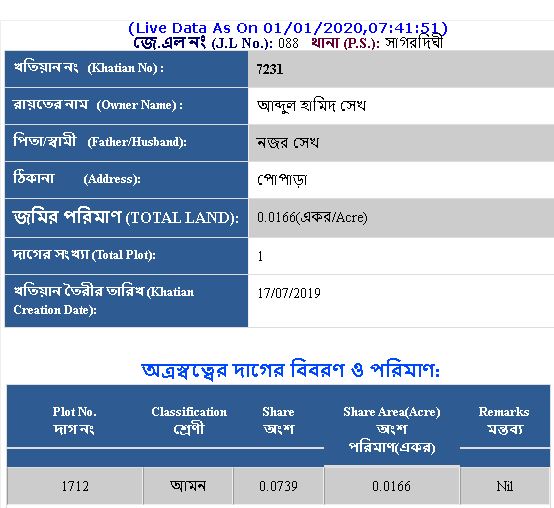 (Live Data As On 01/01/2020,07:41:51)
জে.এল নং (J.L No.): 088 থানা (P.S.): সাগরদিঘী
খতিয়ান নং (Khatian No) : 7231
রায়তের নাম (Owner Name) : আব্দুল হামিদ সেখ
পিতা/স্বামী (Father/Husband): নজর সেখ
ঠিকানা (Address): পোপাড়া
জমির পরিমাণ (TOTAL LAND): 0.0166(একর/Acre)
দাগের সংখ্যা (Total Plot): 1
খতিয়ান তৈরীর তারিখ (Khatian 17/07/2019
Creation Date):
অত্রস্বত্বের দাগের বিবরণ ও পরিমাণ:
Plot No. Classification Share Share Area(Acre) Remarks
দাগ নং শ্রেণী অংশ অংশ মন্তব্য
পরিমাণ(একর)
1712 আমন 0.0739 0.0166 Nil